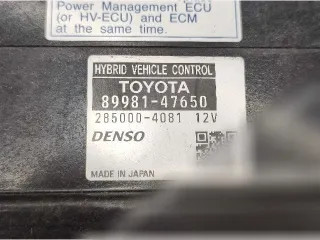 Power Management ECU
(or HV-ECU) and ECM
at the same time.
HYBRID VEHICLE CONTROL
TOYOTA
89981-47650
285000-4081 12V
DENSO
MADE IN JAPAN